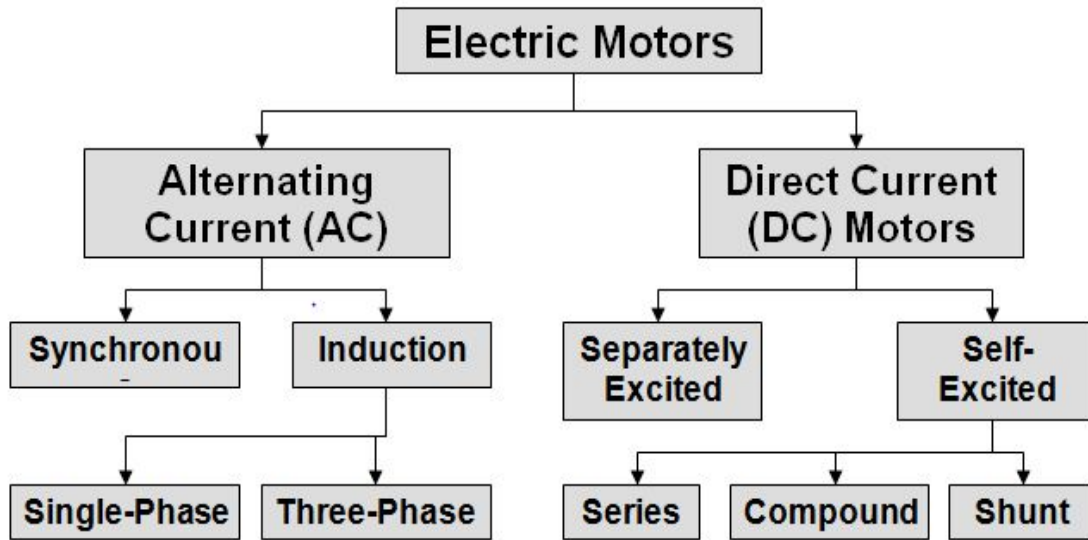 Electric Motors
Alternating
Current (AC)
Direct Current
(DC) Motors
Synchronou
Induction
Separately
Excited
Self-
Excited
Single-Phase
Three-Phase
Series
Compound
Shunt